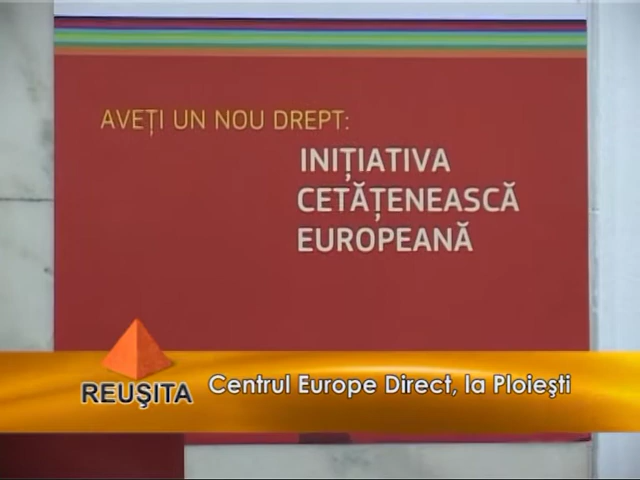 AVEȚI UN NOU DREPT:
INIȚIATIVA
CETĂȚENEASCĂ
EUROPEANĂ
REUŞITA
Centrul Europe Direct, la Ploieşti